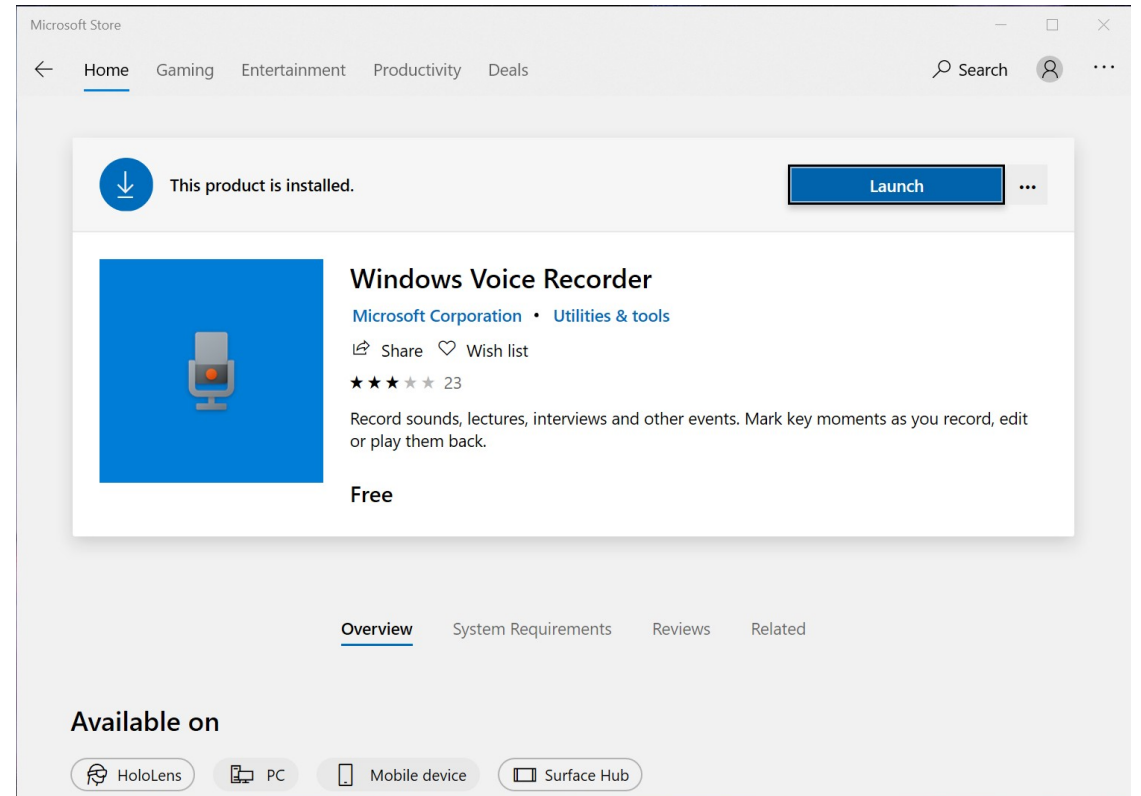 Microsoft Store
Home Gaming Entertainment Productivity Deals Search
This product is installed. Launch
Windows Voice Recorder
Microsoft Corporation • Utilities & tools
Share Wish list
23
Record sounds, lectures, interviews and other events. Mark key moments as you record, edit
or play them back.
Free
Overview System Requirements Reviews Related
Available on
HoloLens PC Mobile device Surface Hub